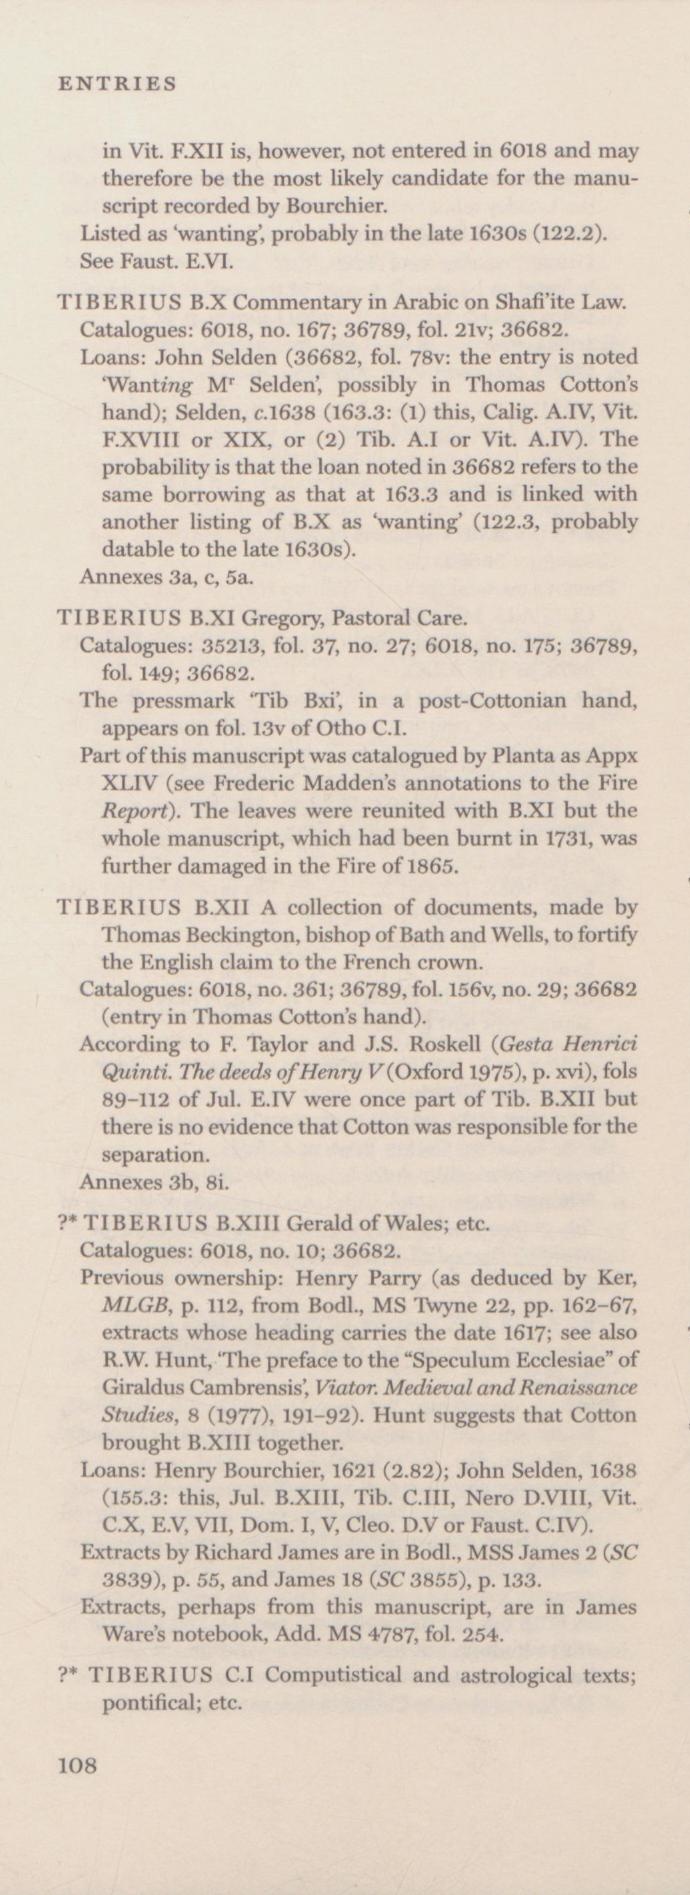 ENTRIES
in Vit. F.XII is, however, not entered in 6018 and may
therefore be the most likely candidate for the manu-
script recorded by Bourchier.
Listed as ‘wanting’, probably in the late 1630s (122.2).
See Faust. E.VI.
TIBERIUS B.X Commentary in Arabic on Shafi’ite Law.
Catalogues: 6018, no. 167; 36789, fol. 21v; 36682.
Loans: John Selden (36682, fol. 78v: the entry is noted
‘Wanting Mʳ Selden’, possibly in Thomas Cotton’s
hand); Selden, c.1638 (163.3: (1) this, Calig. A.IV, Vit.
F.XVIII or XIX, or (2) Tib. A.I or Vit. A.IV). The
probability is that the loan noted in 36682 refers to the
same borrowing as that at 163.3 and is linked with
another listing of B.X as ‘wanting’ (122.3, probably
datable to the late 1630s).
Annexes 3a, c, 5a.
TIBERIUS B.XI Gregory, Pastoral Care.
Catalogues: 35213, fol. 37, no. 27; 6018, no. 175; 36789,
fol. 149; 36682.
The pressmark ‘Tib Bxi’, in a post-Cottonian hand,
appears on fol. 13v of Otho C.I.
Part of this manuscript was catalogued by Planta as Appx
XLIV (see Frederic Madden’s annotations to the Fire
Report). The leaves were reunited with B.XI but the
whole manuscript, which had been burnt in 1731, was
further damaged in the Fire of 1865.
TIBERIUS B.XII A collection of documents, made by
Thomas Beckington, bishop of Bath and Wells, to fortify
the English claim to the French crown.
Catalogues: 6018, no. 361; 36789, fol. 156v, no. 29; 36682
(entry in Thomas Cotton’s hand).
According to F. Taylor and J.S. Roskell (Gesta Henrici
Quinti. The deeds of Henry V (Oxford 1975), p. xvi), fols
89–112 of Jul. E.IV were once part of Tib. B.XII but
there is no evidence that Cotton was responsible for the
separation.
Annexes 3b, 8i.
?* TIBERIUS B.XIII Gerald of Wales; etc.
Catalogues: 6018, no. 10; 36682.
Previous ownership: Henry Parry (as deduced by Ker,
MLGB, p. 112, from Bodl., MS Twyne 22, pp. 162–67,
extracts whose heading carries the date 1617; see also
R.W. Hunt, ‘The preface to the “Speculum Ecclesiae” of
Giraldus Cambrensis’, Viator. Medieval and Renaissance
Studies, 8 (1977), 191–92). Hunt suggests that Cotton
brought B.XIII together.
Loans: Henry Bourchier, 1621 (2.82); John Selden, 1638
(155.3: this, Jul. B.XIII, Tib. C.III, Nero D.VIII, Vit.
C.X, E.V, VII, Dom. I, V, Cleo. D.V or Faust. C.IV).
Extracts by Richard James are in Bodl., MSS James 2 (SC
3839), p. 55, and James 18 (SC 3855), p. 133.
Extracts, perhaps from this manuscript, are in James
Ware’s notebook, Add. MS 4787, fol. 254.
?* TIBERIUS C.I Computistical and astrological texts;
pontifical; etc.
108